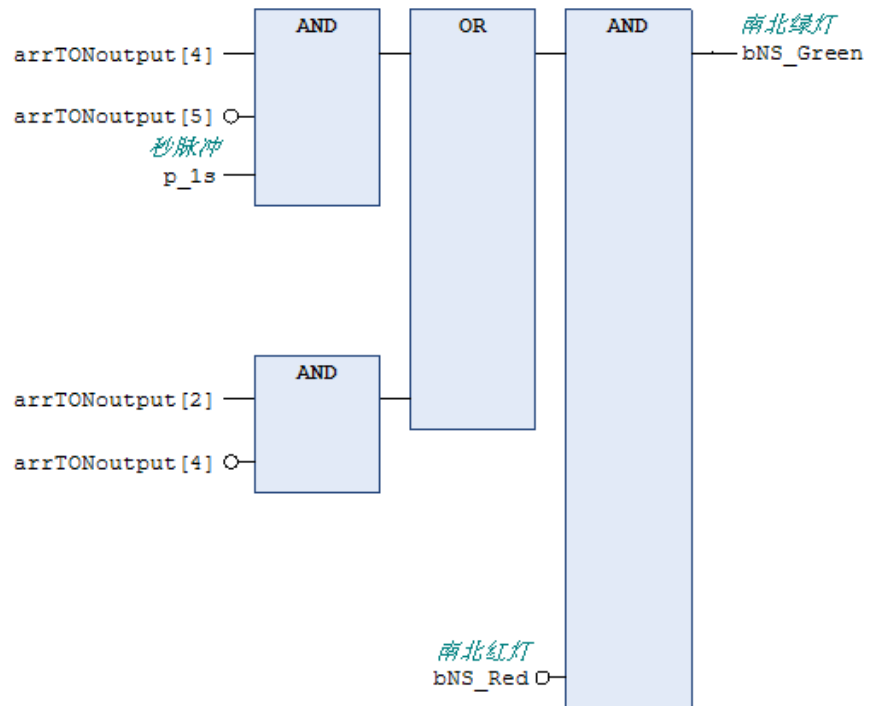 AND
OR
AND
南北绿灯
arrTONoutput[4]
bNS_Green
arrTONoutput[5]
秒脉冲
p_1s
AND
arrTONoutput[2]
arrTONoutput[4]
南北红灯
bNS_Red